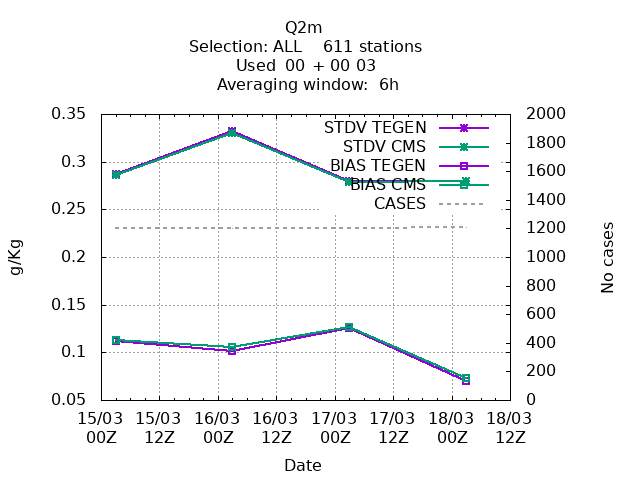 Q2m
Selection: ALL    611 stations
Used  00  + 00 03
Averaging window:  6h
0.35
0.3
0.25
0.2
0.15
0.1
0.05
g/Kg
2000
1800
1600
1400
1200
1000
800
600
400
200
0
No cases
STDV TEGEN
STDV CMS
BIAS TEGEN
BIAS CMS
CASES
15/03 15/03 16/03 16/03 17/03 17/03 18/03 18/03
00Z 12Z 00Z 12Z 00Z 12Z 00Z 12Z
Date